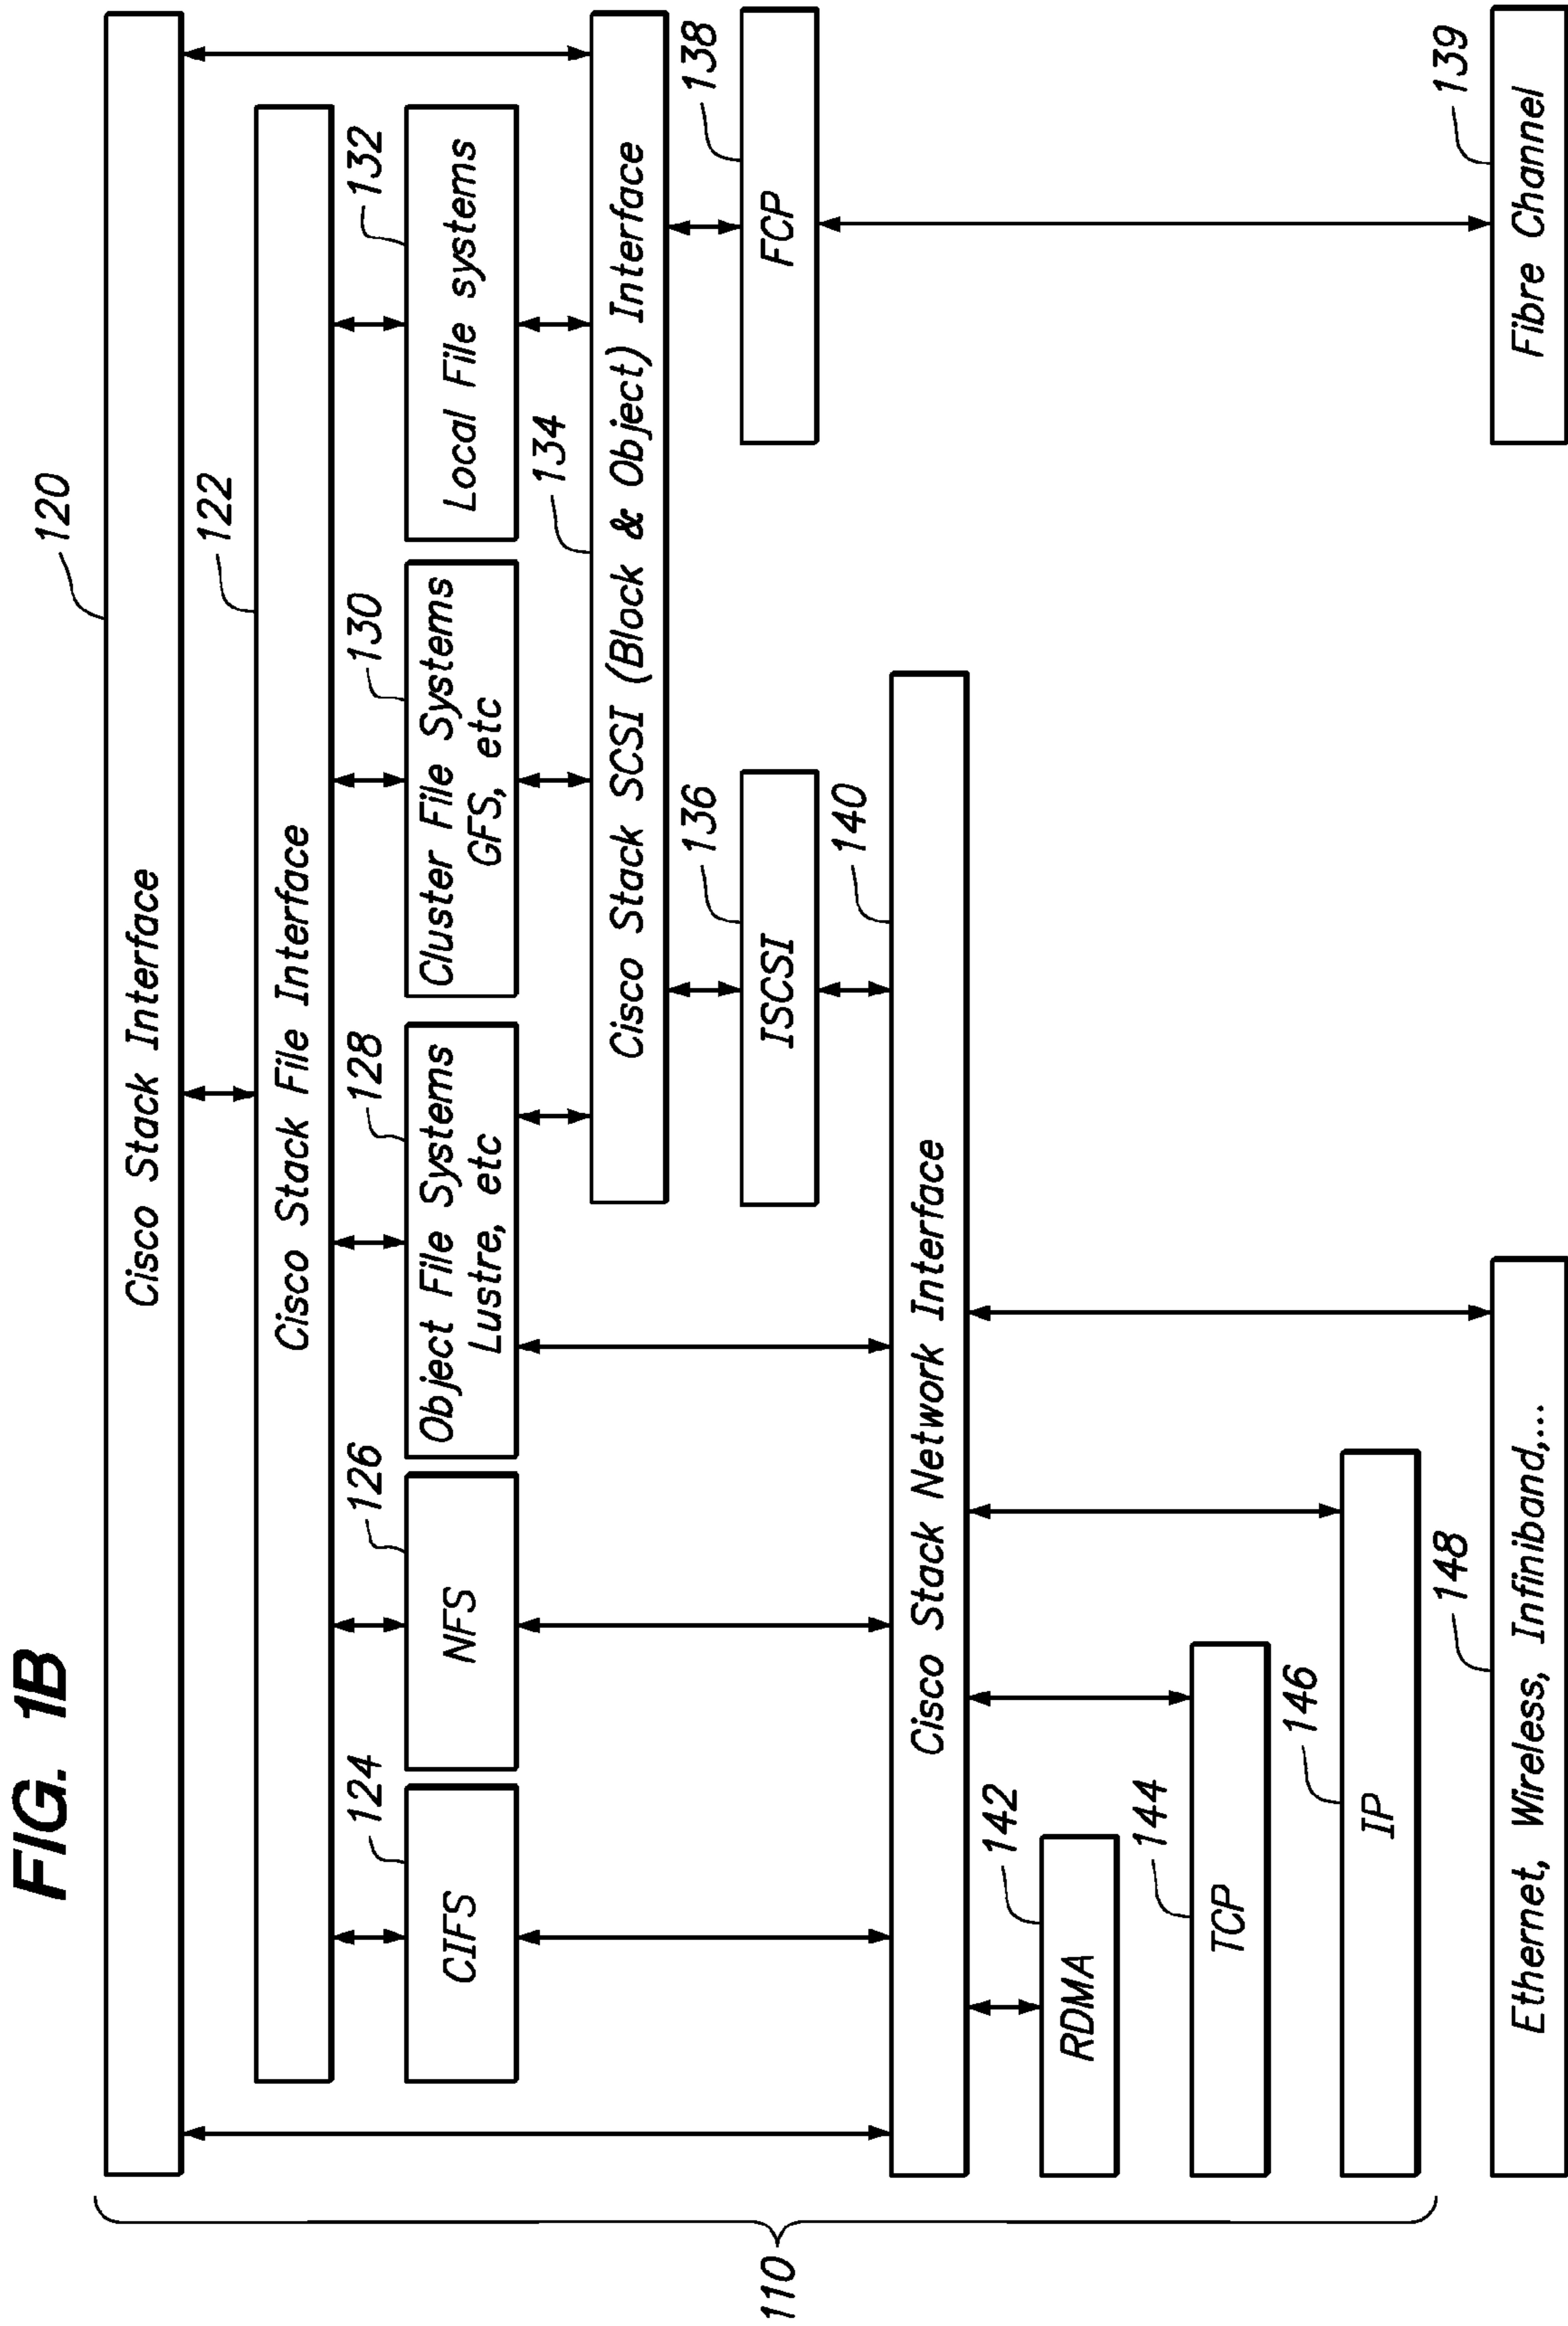 FIG. 1B
120
Cisco Stack Interface
122
Cisco Stack File Interface
124
CIFS
126
NFS
128
Object File Systems
Lustre, etc
130
Cluster File Systems
GFS, etc
132
Local File systems
134
Cisco Stack SCSI (Block & Object) Interface
136
ISCSI
138
FCP
140
Cisco Stack Network Interface
142
RDMA
144
TCP
146
IP
148
Ethernet, Wireless, Infiniband,...
139
Fibre Channel
110